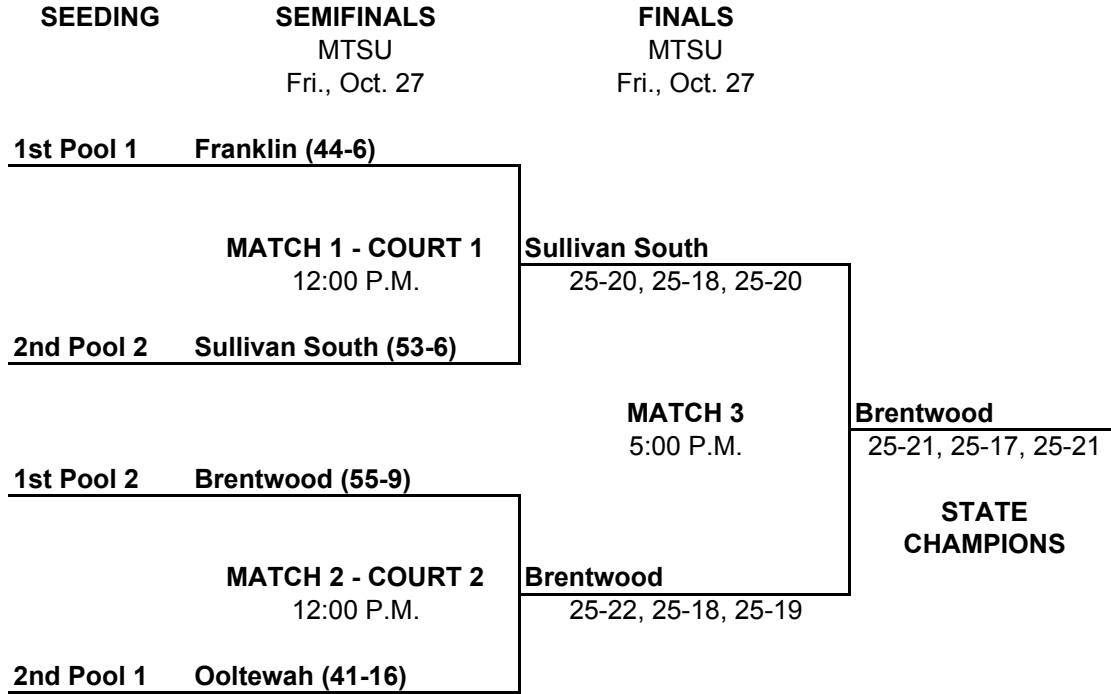 SEEDING SEMIFINALS FINALS
MTSU MTSU
Fri., Oct. 27 Fri., Oct. 27
1st Pool 1 Franklin (44-6)
MATCH 1 - COURT 1 Sullivan South
12:00 P.M. 25-20, 25-18, 25-20
2nd Pool 2 Sullivan South (53-6)
MATCH 3 Brentwood
5:00 P.M. 25-21, 25-17, 25-21
1st Pool 2 Brentwood (55-9)
STATE
CHAMPIONS
MATCH 2 - COURT 2 Brentwood
12:00 P.M. 25-22, 25-18, 25-19
2nd Pool 1 Ooltewah (41-16)